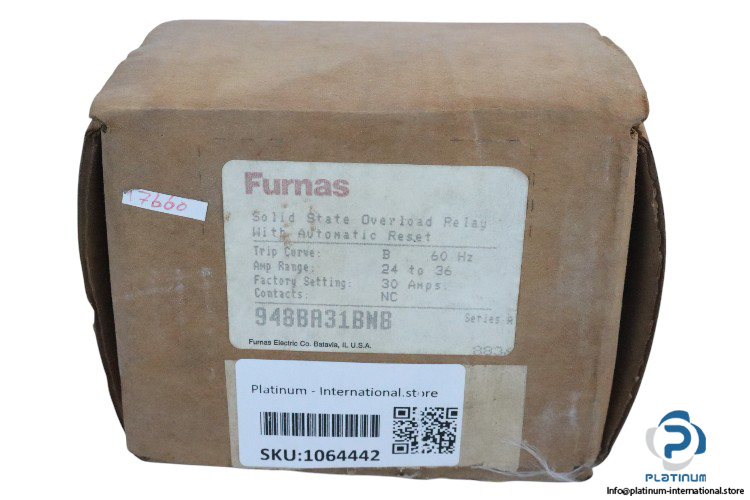 Furnas
17660
Solid State Overload Relay
With Automatic Reset
Trip Curve: B 60 Hz
Amp Range: 24 to 36
Factory Setting: 30 Amps.
Contacts: NC
948BA31BNB Series A
Furnas Electric Co. Batavia, IL U.S.A.
Platinum - International.store
SKU:1064442
PLATINUM
Info@platinum-international.store